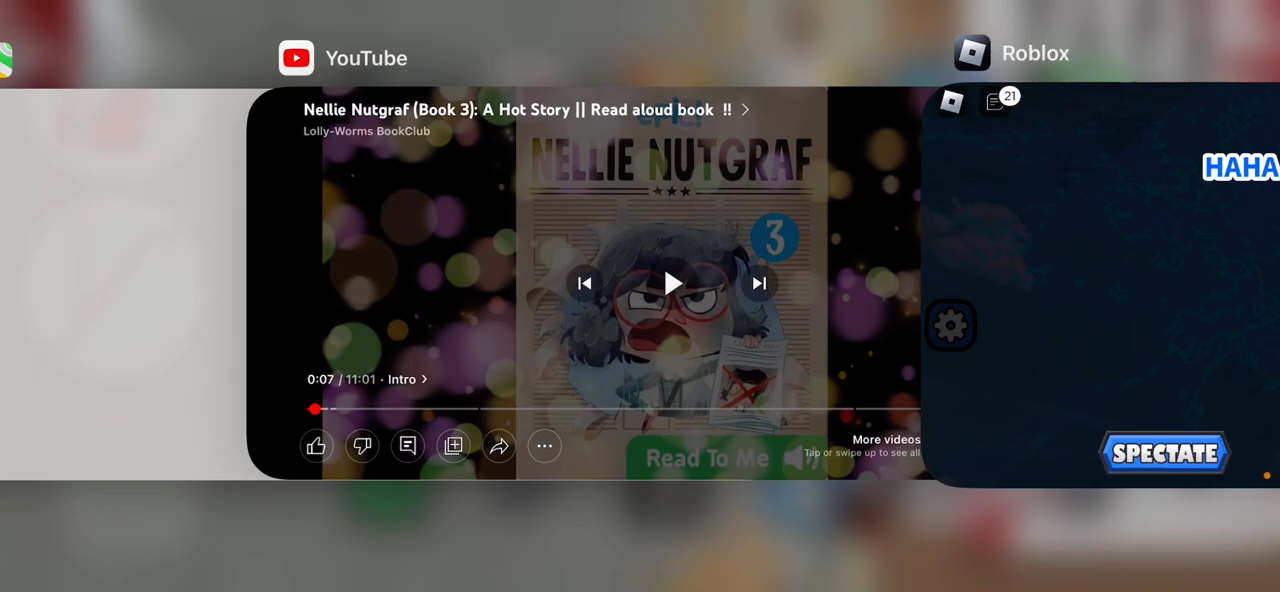 YouTube
Roblox
Nellie Nutgraf (Book 3): A Hot Story || Read aloud book !!
Lolly-Worms BookClub
21
epic!
NELLIE NUTGRAF
HAHA
3
0:07 / 11:01 · Intro
More videos
Tap or swipe up to see all
Read To Me
SPECTATE